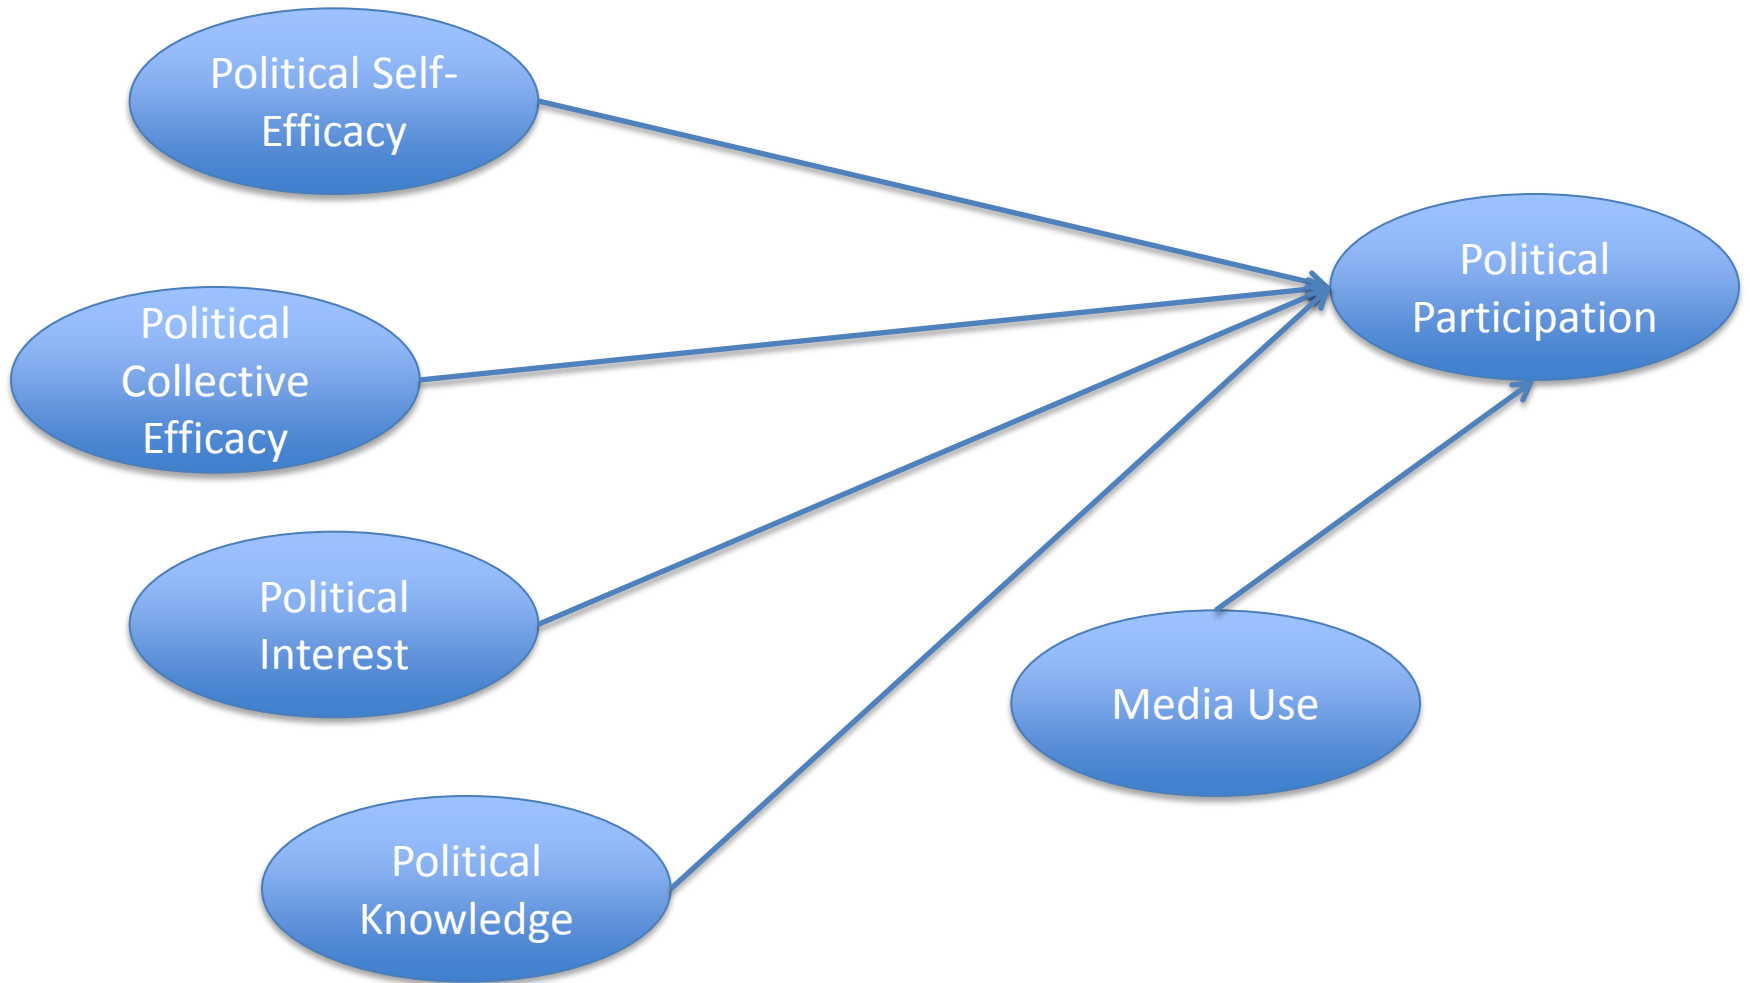 Political Self-
Efficacy
Political
Collective
Efficacy
Political
Interest
Political
Knowledge
Political
Participation
Media Use